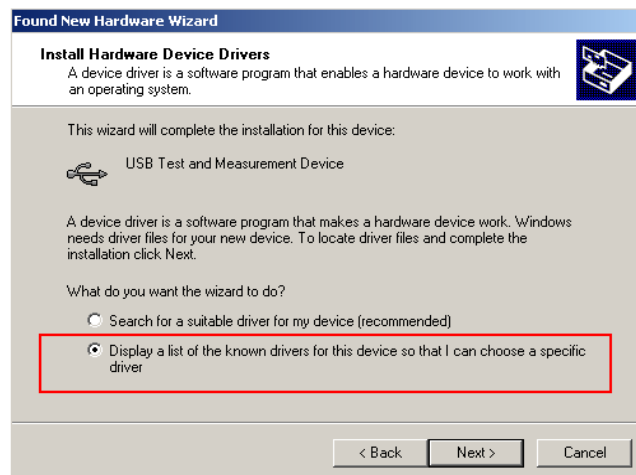 Found New Hardware Wizard
Install Hardware Device Drivers
A device driver is a software program that enables a hardware device to work with
an operating system.
This wizard will complete the installation for this device:
USB Test and Measurement Device
A device driver is a software program that makes a hardware device work. Windows
needs driver files for your new device. To locate driver files and complete the
installation click Next.
What do you want the wizard to do?
Search for a suitable driver for my device (recommended)
Display a list of the known drivers for this device so that I can choose a specific
driver
< Back Next > Cancel